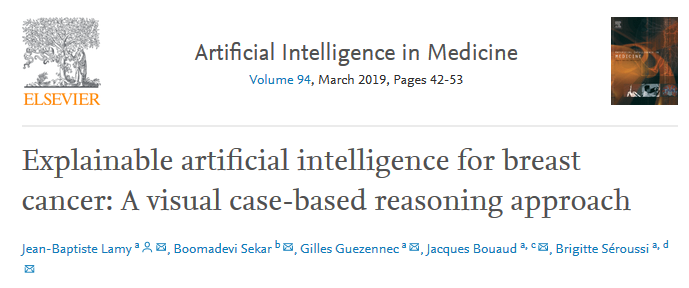 Artificial Intelligence in Medicine
Volume 94, March 2019, Pages 42-53
ELSEVIER
MEDICINE
Explainable artificial intelligence for breast
cancer: A visual case-based reasoning approach
Jean-Baptiste Lamy a, Boomadevi Sekar b, Gilles Guezennec a, Jacques Bouaud a, c, Brigitte Séroussi a, d